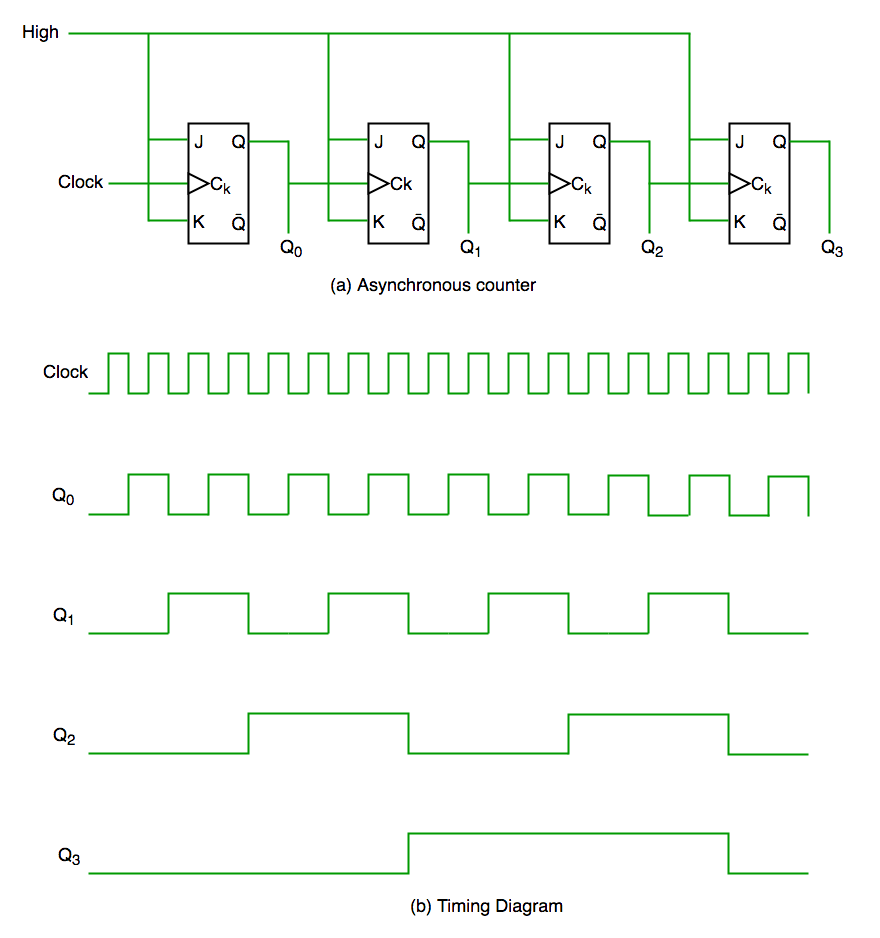 High
J Q J Q J Q J Q
Clock Cₖ Ck Cₖ Cₖ
K Q̄ K Q̄ K Q̄ K Q̄
Q₀ Q₁ Q₂ Q₃
(a) Asynchronous counter
Clock
Q₀
Q₁
Q₂
Q₃
(b) Timing Diagram